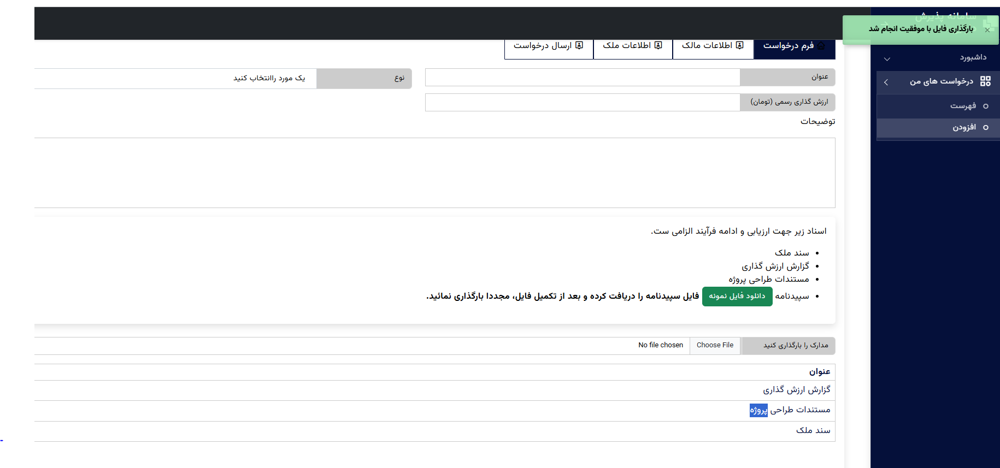 سامانه پذیرش
بارگذاری فایل با موفقیت انجام شد
داشبورد
درخواست های من
فهرست
افزودن
فرم درخواست
اطلاعات مالک
اطلاعات ملک
ارسال درخواست
عنوان
نوع
یک مورد راانتخاب کنید
ارزش گذاری رسمی (تومان)
توضیحات
اسناد زیر جهت ارزیابی و ادامه فرآیند الزامی ست.
سند ملک
گزارش ارزش گذاری
مستندات طراحی پروژه
سپیدنامه دانلود فایل نمونه فایل سپیدنامه را دریافت کرده و بعد از تکمیل فایل، مجددا بارگذاری نمائید.
مدارک را بارگذاری کنید
Choose File No file chosen
عنوان
گزارش ارزش گذاری
مستندات طراحی پروژه
سند ملک